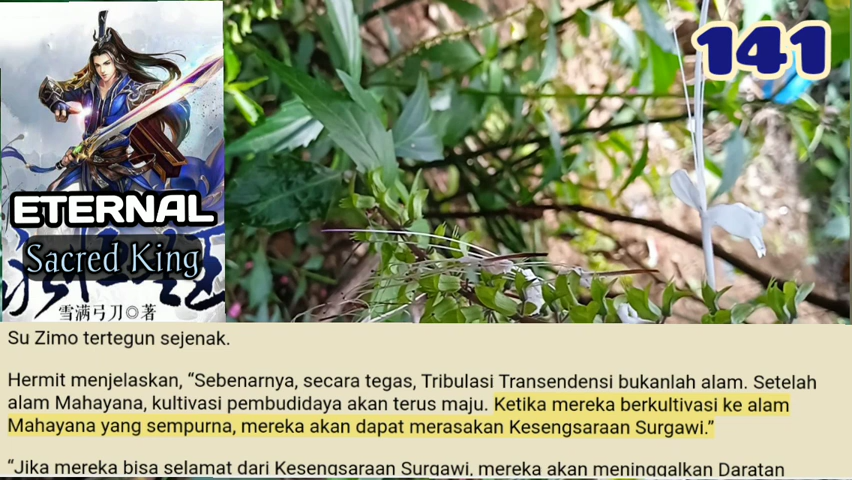 141
ETERNAL
Sacred King
雪满弓刀◎著
Su Zimo tertegun sejenak.
Hermit menjelaskan, “Sebenarnya, secara tegas, Tribulasi Transendensi bukanlah alam. Setelah
alam Mahayana, kultivasi pembudidaya akan terus maju. Ketika mereka berkultivasi ke alam
Mahayana yang sempurna, mereka akan dapat merasakan Kesengsaraan Surgawi.”
“Jika mereka bisa selamat dari Kesengsaraan Surgawi, mereka akan meninggalkan Daratan